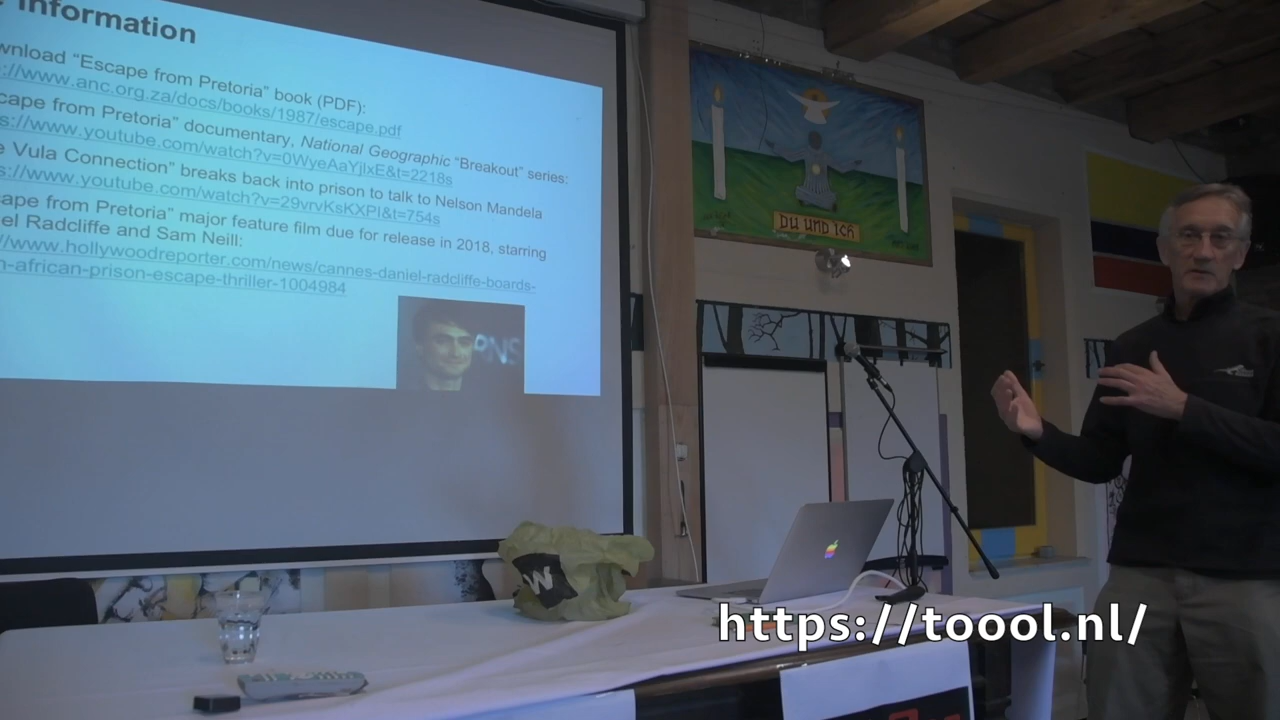 information
wnload "Escape from Pretoria" book (PDF):
://www.anc.org.za/docs/books/1987/escape.pdf
cape from Pretoria" documentary, National Geographic "Breakout" series:
s://www.youtube.com/watch?v=0WyeAaYjlxE&t=2218s
e Vula Connection" breaks back into prison to talk to Nelson Mandela
s://www.youtube.com/watch?v=29vrvKsKXPI&t=754s
cape from Pretoria" major feature film due for release in 2018, starring
el Radcliffe and Sam Neill:
//www.hollywoodreporter.com/news/cannes-daniel-radcliffe-boards-
h-african-prison-escape-thriller-1004984
PNS
DU UND ICH
W
https://toool.nl/